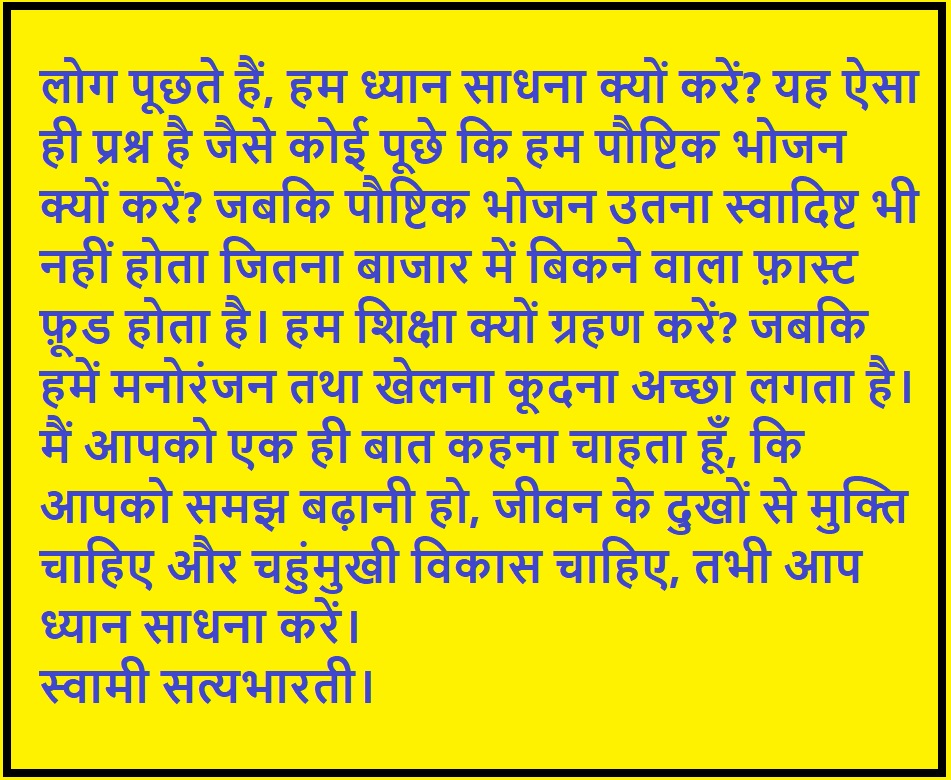 लोग पूछते हैं, हम ध्यान साधना क्यों करें? यह ऐसा
ही प्रश्न है जैसे कोई पूछे कि हम पौष्टिक भोजन
क्यों करें? जबकि पौष्टिक भोजन उतना स्वादिष्ट भी
नहीं होता जितना बाजार में बिकने वाला फ़ास्ट
फ़ूड होता है। हम शिक्षा क्यों ग्रहण करें? जबकि
हमें मनोरंजन तथा खेलना कूदना अच्छा लगता है।
मैं आपको एक ही बात कहना चाहता हूँ, कि
आपको समझ बढ़ानी हो, जीवन के दुखों से मुक्ति
चाहिए और चहुंमुखी विकास चाहिए, तभी आप
ध्यान साधना करें।
स्वामी सत्यभारती।